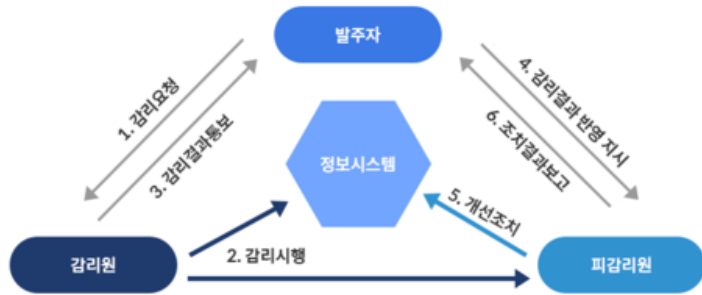 발주자
1. 감리요청
3. 감리결과통보
4. 감리결과 반영 지시
6. 조치결과보고
정보시스템
5. 개선조치
2. 감리시행
감리원
피감리원